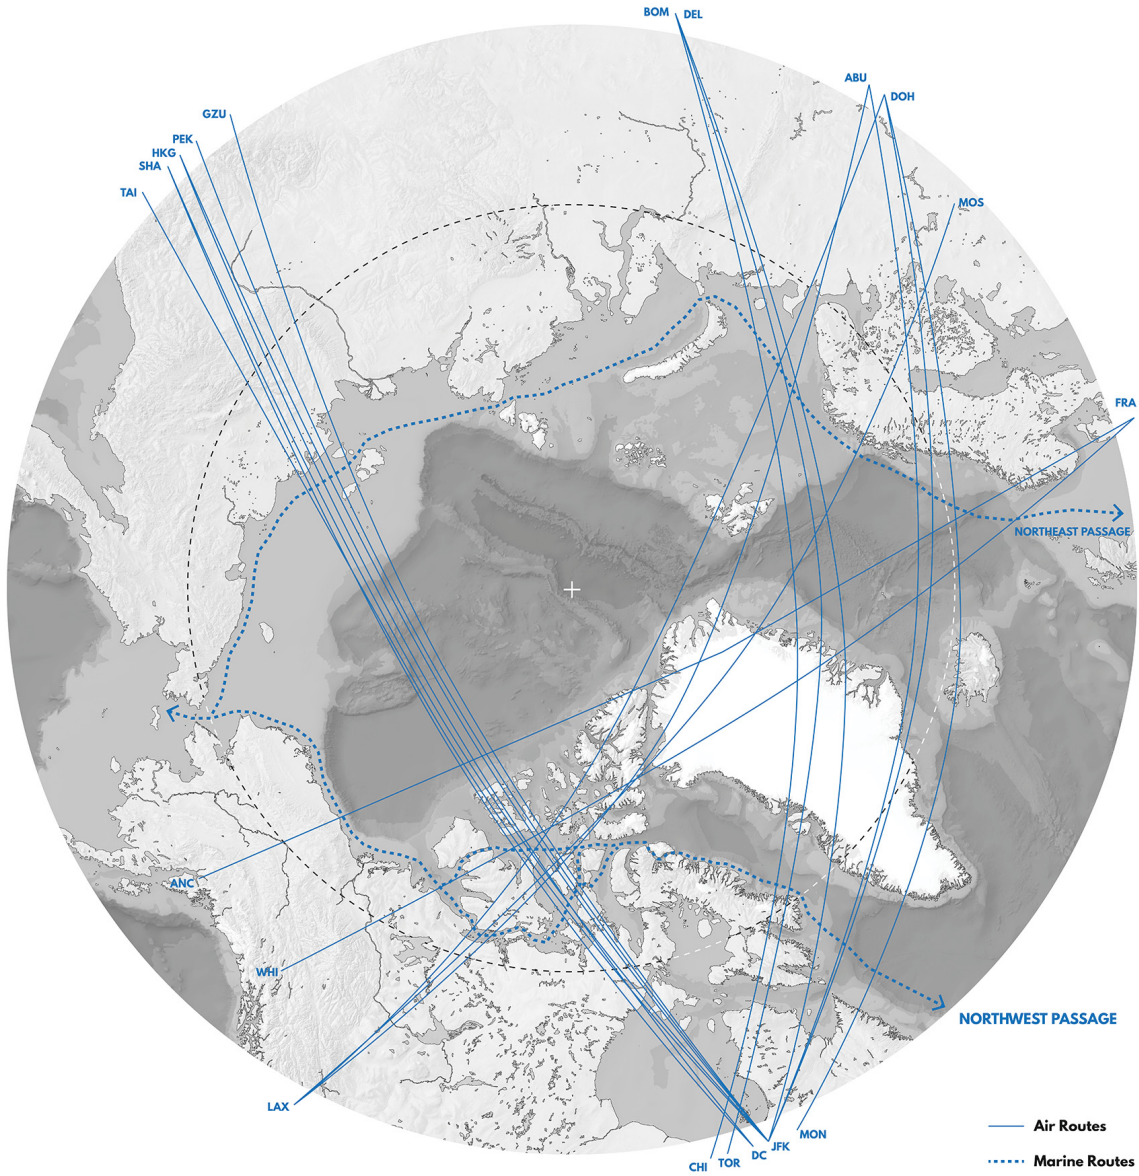 BOM DEL
ABU
DOH
GZU
PEK
HKG
SHA
TAI
MOS
FRA
NORTHEAST PASSAGE
ANC
WHI
NORTHWEST PASSAGE
LAX
Air Routes
MON
JFK
DC
TOR
CHI
Marine Routes